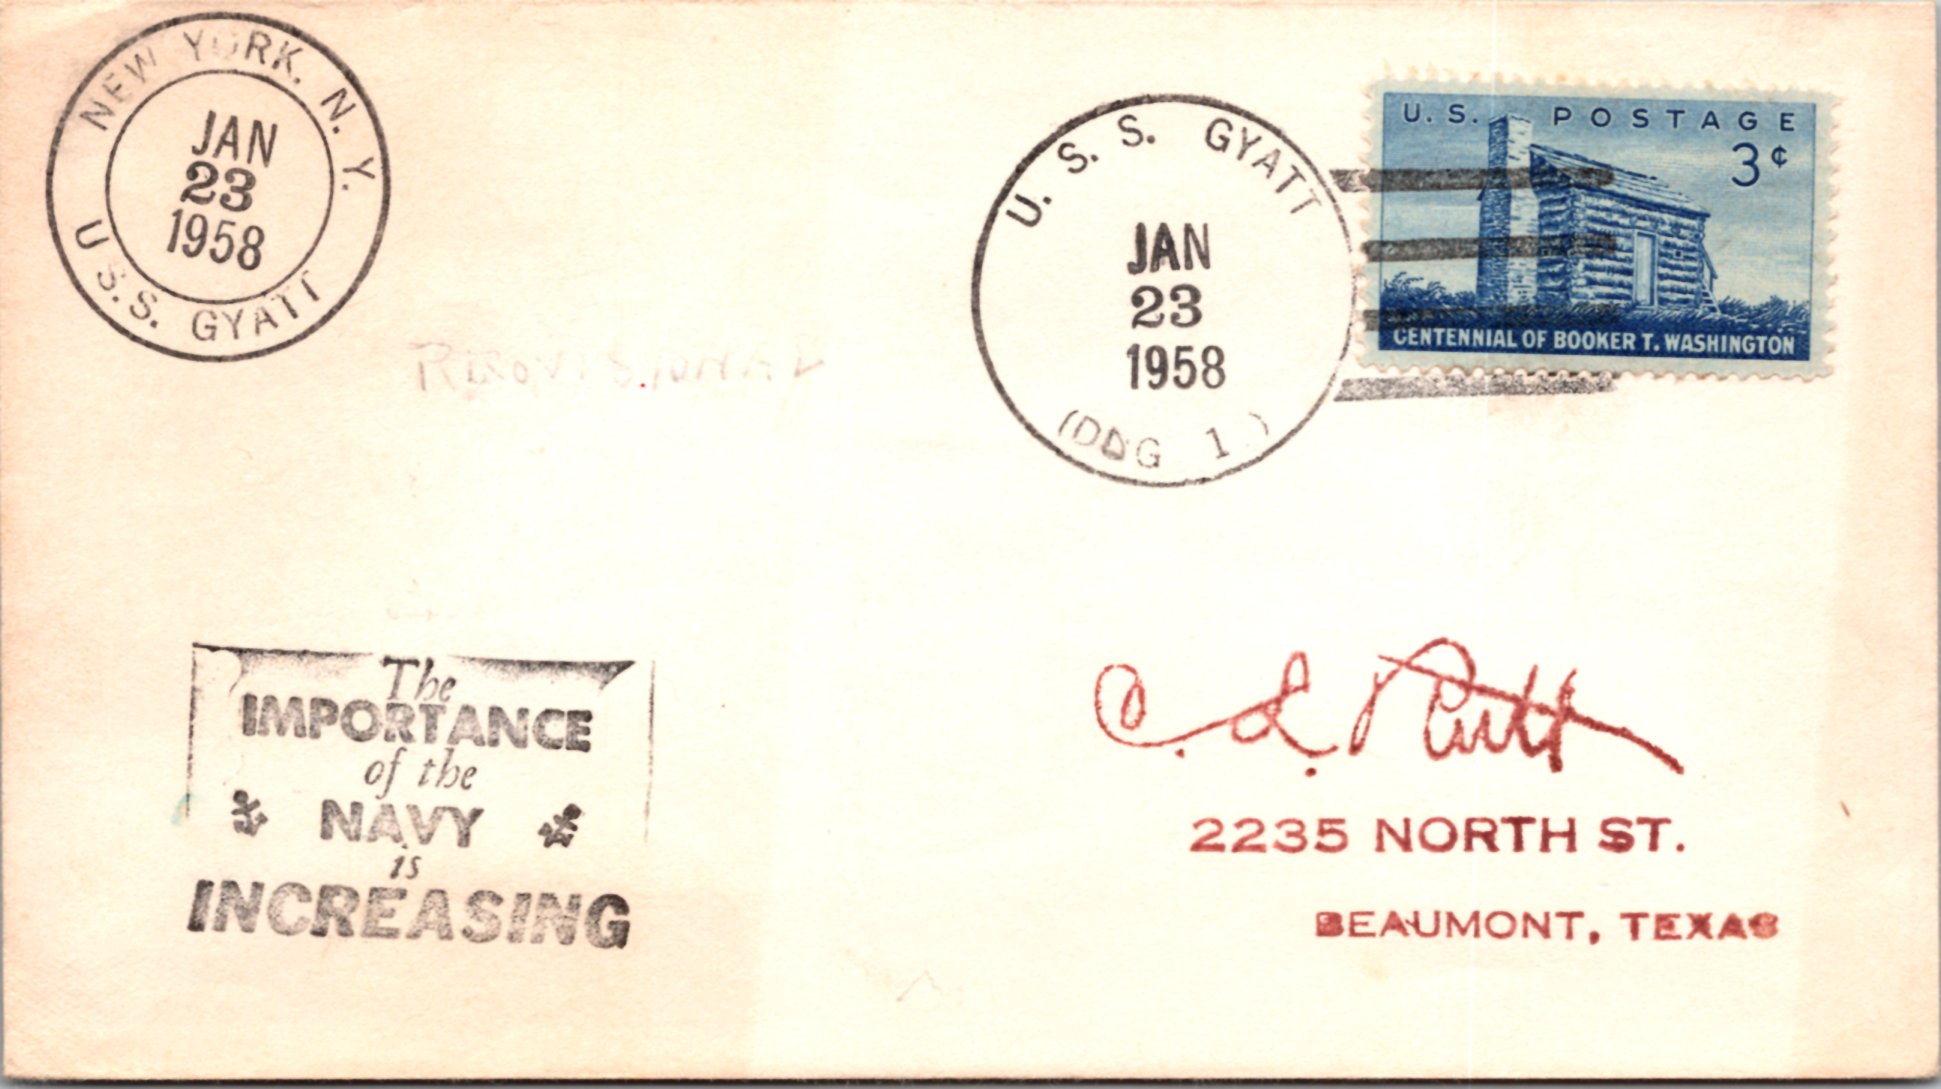 NEW YORK, N. Y.
JAN
23
1958
U.S.S. GYATT
U. S. S. GYATT
JAN
23
1958
(DDG 1)
U.S. POSTAGE
3¢
CENTENNIAL OF BOOKER T. WASHINGTON
PROVISIONAL
The
IMPORTANCE
of the
NAVY
is
INCREASING
C. L.
2235 NORTH ST.
BEAUMONT, TEXAS